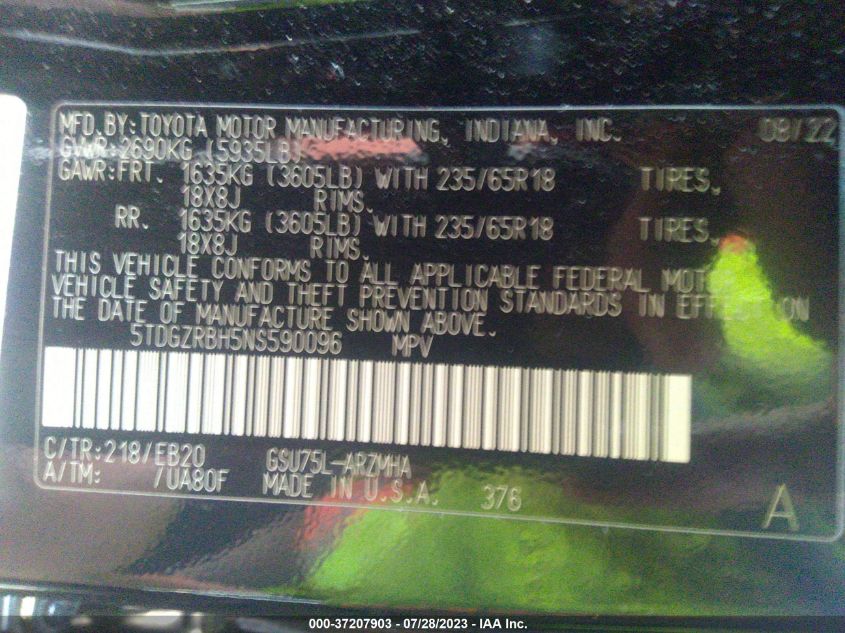 MFD.BY:TOYOTA MOTOR MANUFACTURING, INDIANA, INC. 08/22
GVWR:2690KG (5935LB)
GAWR:FRT. 1635KG (3605LB) WITH 235/65R18 TIRES,
18X8J RIMS.
RR. 1635KG (3605LB) WITH 235/65R18 TIRES,
18X8J RIMS.
THIS VEHICLE CONFORMS TO ALL APPLICABLE FEDERAL MOTOR
VEHICLE SAFETY AND THEFT PREVENTION STANDARDS IN EFFECT ON
THE DATE OF MANUFACTURE SHOWN ABOVE.
5TDGZRBH5NS590096 MPV
C/TR:218/EB20 GSU75L-ARZMHA
A/TM: /UA80F MADE IN U.S.A. 376
A
000-37207903 - 07/28/2023 - IAA Inc.